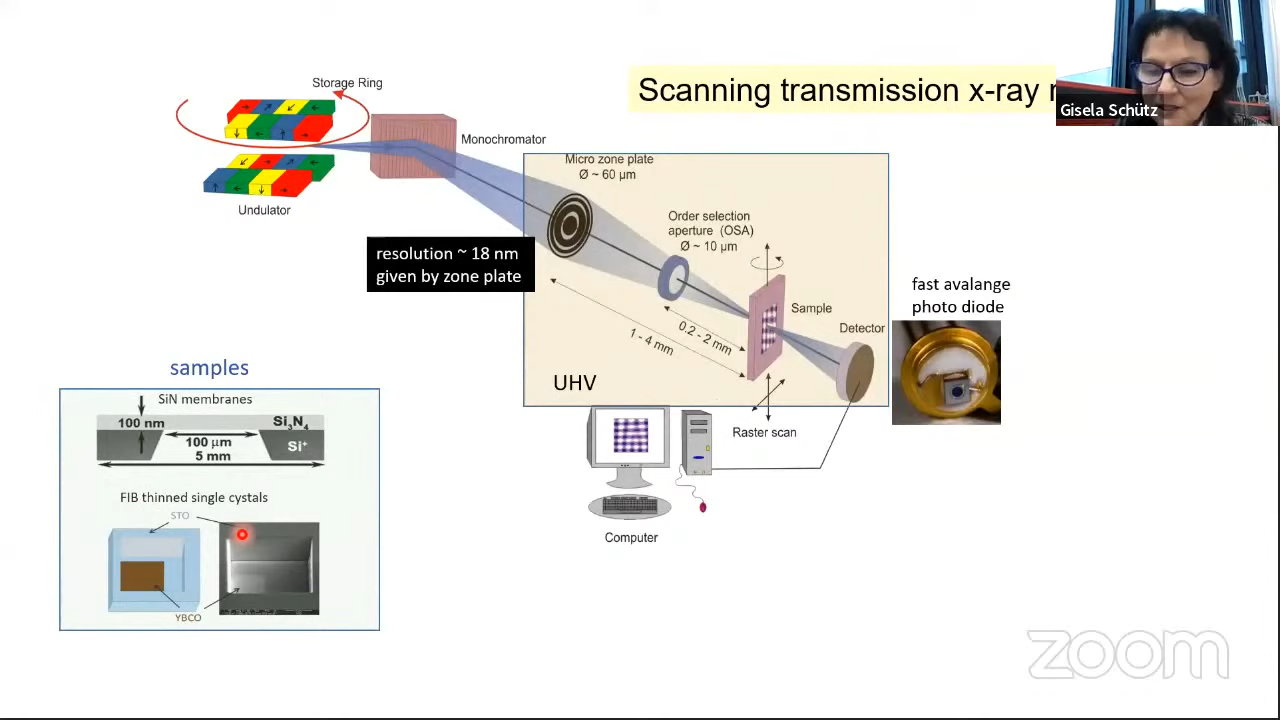 Scanning transmission x-ray
Gisela Schütz
Storage Ring
Monochromator
Undulator
Micro zone plate
Ø ~ 60 µm
resolution ~ 18 nm
given by zone plate
Order selection
aperture (OSA)
Ø ~ 10 µm
Sample
Detector
0.2 - 2 mm
1 - 4 mm
UHV
Raster scan
fast avalange
photo diode
Computer
samples
SiN membranes
100 nm
Si3N4
100 µm
Si+
5 mm
FIB thinned single cystals
STO
YBCO
zoom